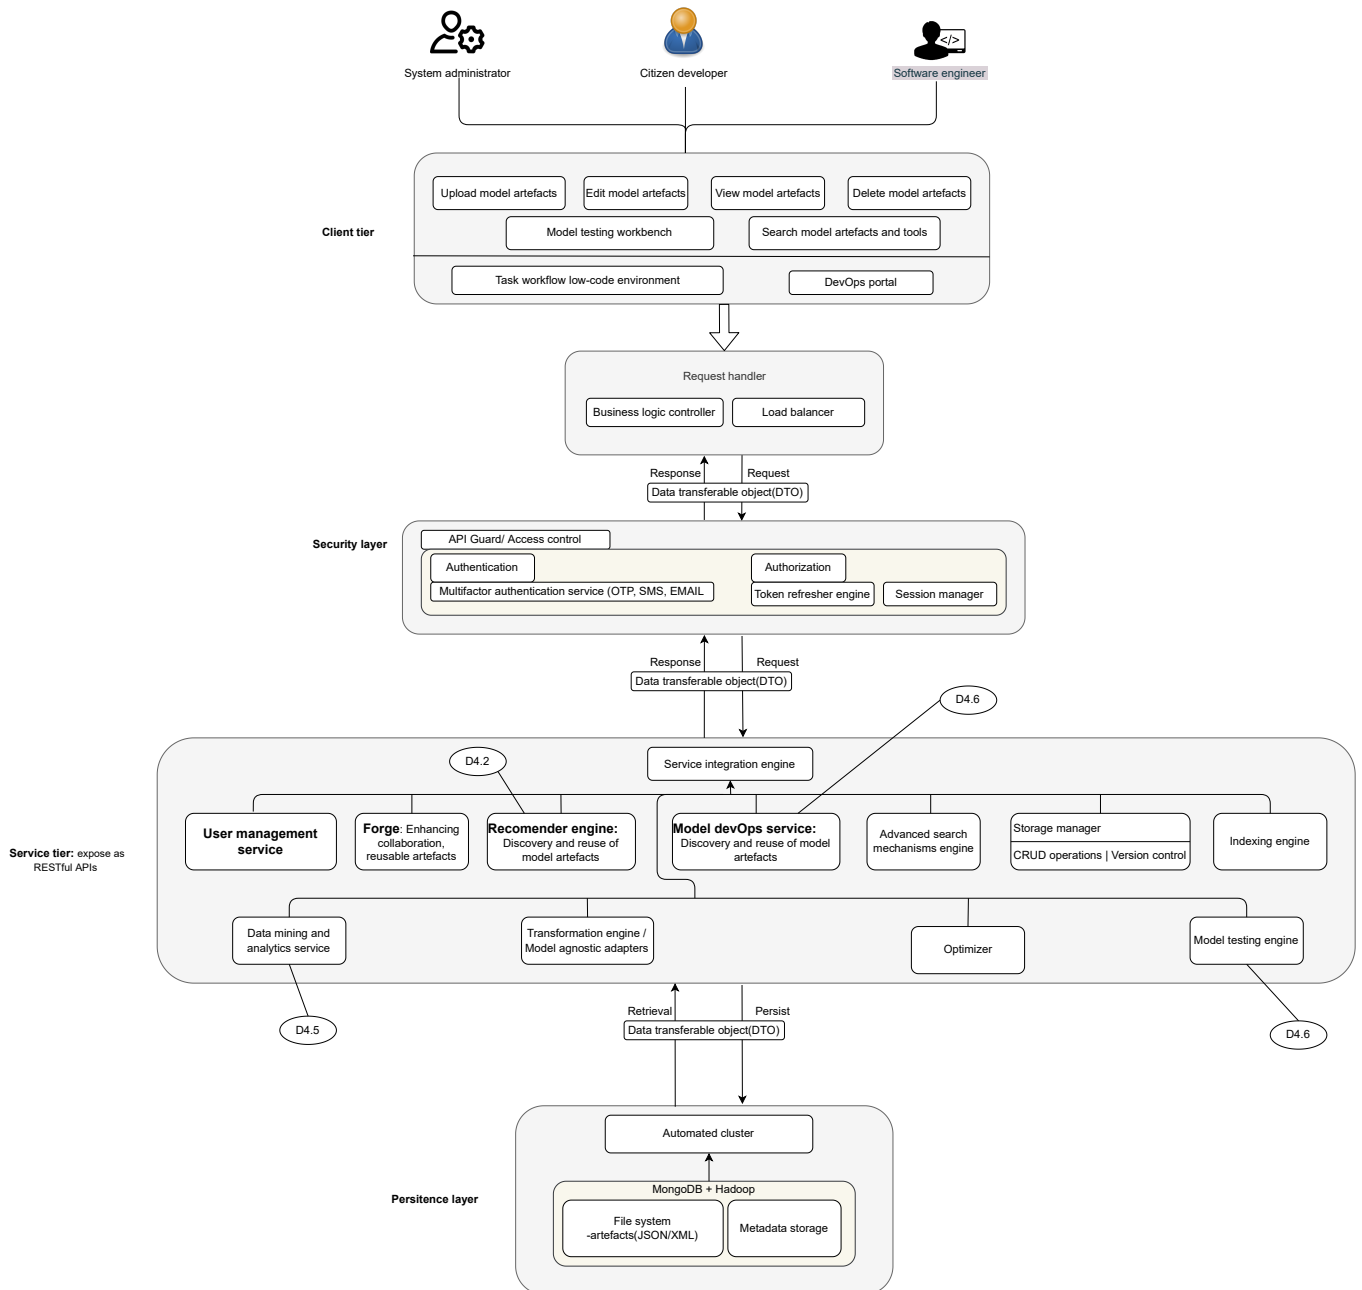 System administrator
Citizen developer
</>
Software engineer
Client tier
Upload model artefacts
Edit model artefacts
View model artefacts
Delete model artefacts
Model testing workbench
Search model artefacts and tools
Task workflow low-code environment
DevOps portal
Request handler
Business logic controller
Load balancer
Response
Request
Data transferable object(DTO)
Security layer
API Guard/ Access control
Authentication
Authorization
Multifactor authentication service (OTP, SMS, EMAIL
Token refresher engine
Session manager
Response
Request
Data transferable object(DTO)
D4.6
D4.2
Service integration engine
Service tier: expose as
RESTful APIs
User management
service
Forge: Enhancing
collaboration,
reusable artefacts
Recomender engine:
Discovery and reuse of
model artefacts
Model devOps service:
Discovery and reuse of model
artefacts
Advanced search
mechanisms engine
Storage manager
CRUD operations | Version control
Indexing engine
Data mining and
analytics service
Transformation engine /
Model agnostic adapters
Optimizer
Model testing engine
D4.5
D4.6
Retrieval
Persist
Data transferable object(DTO)
Persitence layer
Automated cluster
MongoDB + Hadoop
File system
-artefacts(JSON/XML)
Metadata storage